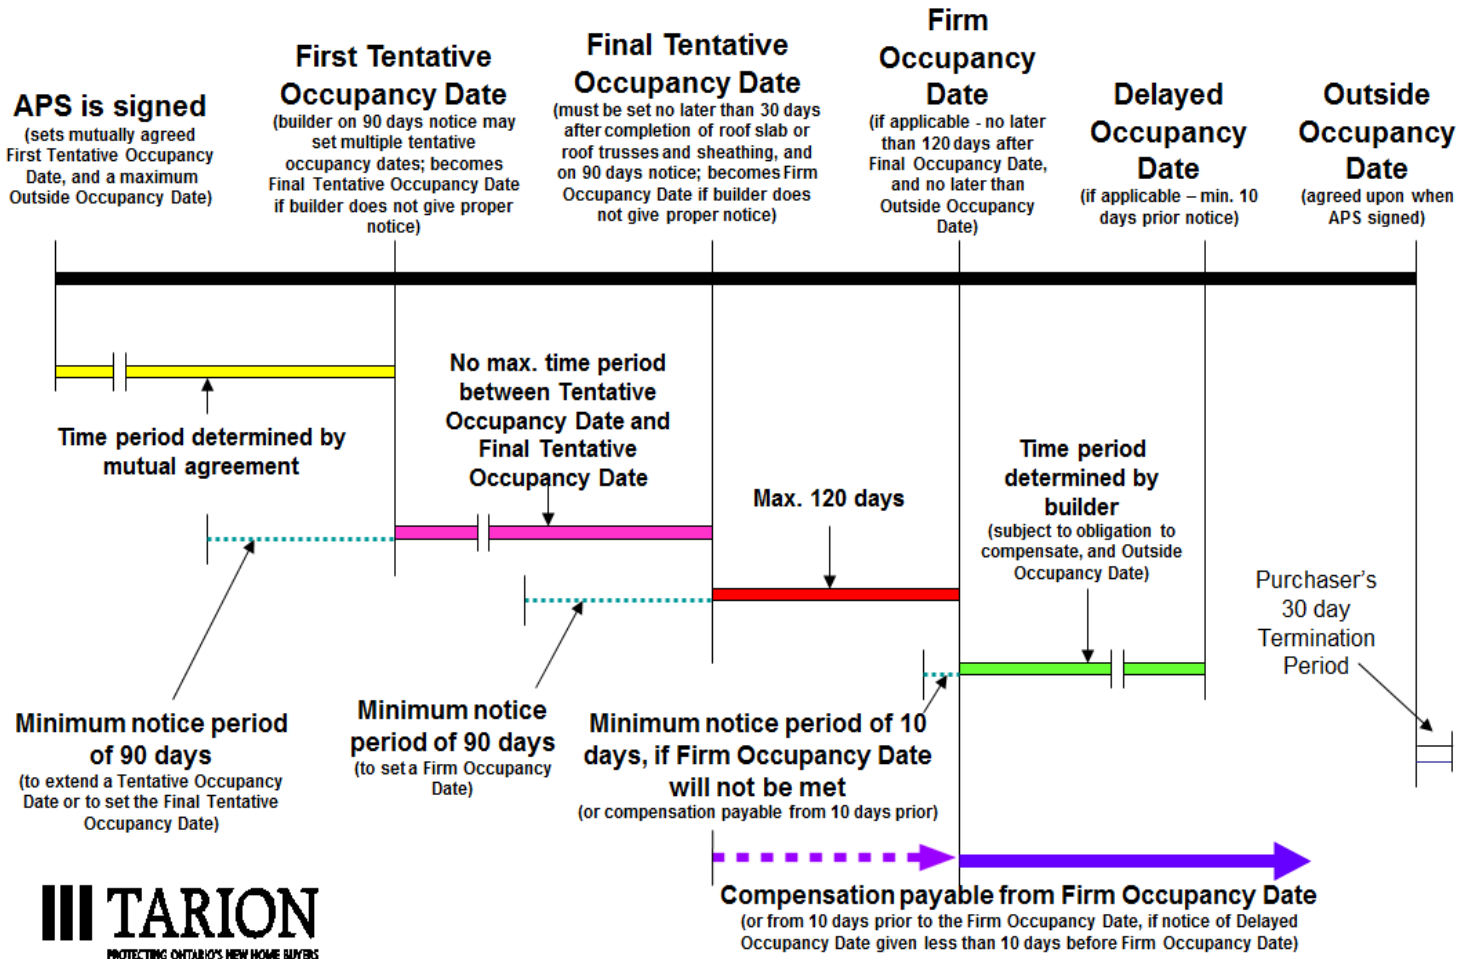 APS is signed
(sets mutually agreed
First Tentative Occupancy
Date, and a maximum
Outside Occupancy Date)
First Tentative
Occupancy Date
(builder on 90 days notice may
set multiple tentative
occupancy dates; becomes
Final Tentative Occupancy Date
if builder does not give proper
notice)
Final Tentative
Occupancy Date
(must be set no later than 30 days
after completion of roof slab or
roof trusses and sheathing, and
on 90 days notice; becomes Firm
Occupancy Date if builder does
not give proper notice)
Firm
Occupancy
Date
(if applicable - no later
than 120 days after
Final Occupancy Date,
and no later than
Outside Occupancy
Date)
Delayed
Occupancy
Date
(if applicable – min. 10
days prior notice)
Outside
Occupancy
Date
(agreed upon when
APS signed)
Time period determined by
mutual agreement
No max. time period
between Tentative
Occupancy Date and
Final Tentative
Occupancy Date
Max. 120 days
Time period
determined by
builder
(subject to obligation to
compensate, and Outside
Occupancy Date)
Purchaser's
30 day
Termination
Period
Minimum notice period
of 90 days
(to extend a Tentative Occupancy
Date or to set the Final Tentative
Occupancy Date)
Minimum notice
period of 90 days
(to set a Firm Occupancy
Date)
Minimum notice period of 10
days, if Firm Occupancy Date
will not be met
(or compensation payable from 10 days prior)
Compensation payable from Firm Occupancy Date
(or from 10 days prior to the Firm Occupancy Date, if notice of Delayed
Occupancy Date given less than 10 days before Firm Occupancy Date)
TARION
PROTECTING ONTARIO'S NEW HOME BUYERS